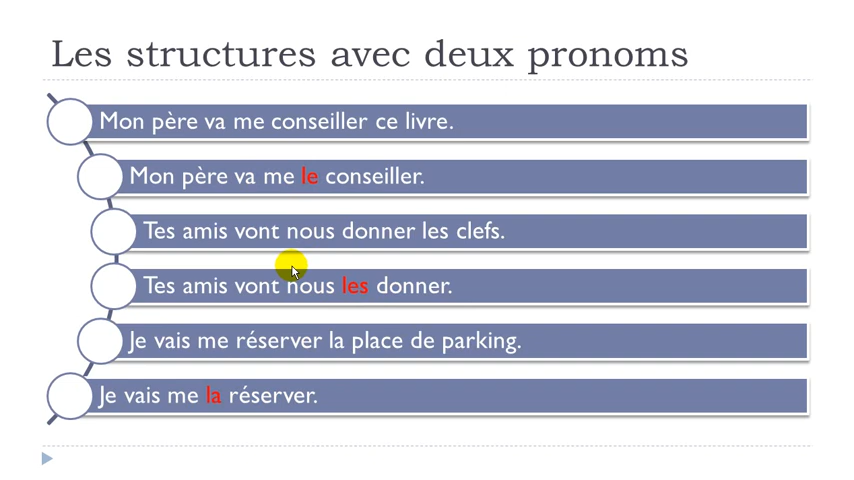 Les structures avec deux pronoms
Mon père va me conseiller ce livre.
Mon père va me le conseiller.
Tes amis vont nous donner les clefs.
Tes amis vont nous les donner.
Je vais me réserver la place de parking.
Je vais me la réserver.